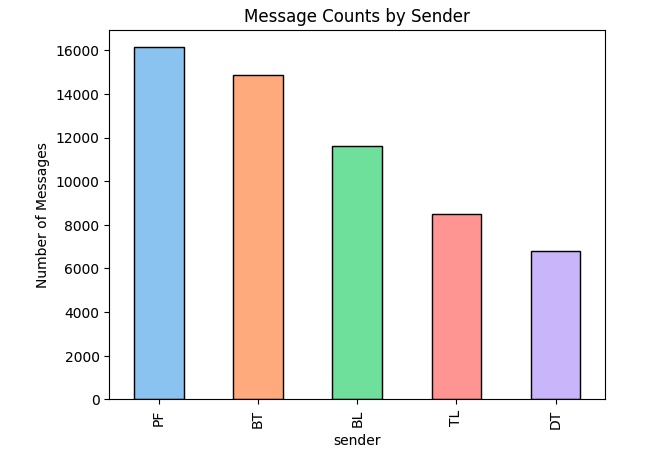 Message Counts by Sender
Number of Messages
16000
14000
12000
10000
8000
6000
4000
2000
0
PF
BT
BL
TL
DT
sender